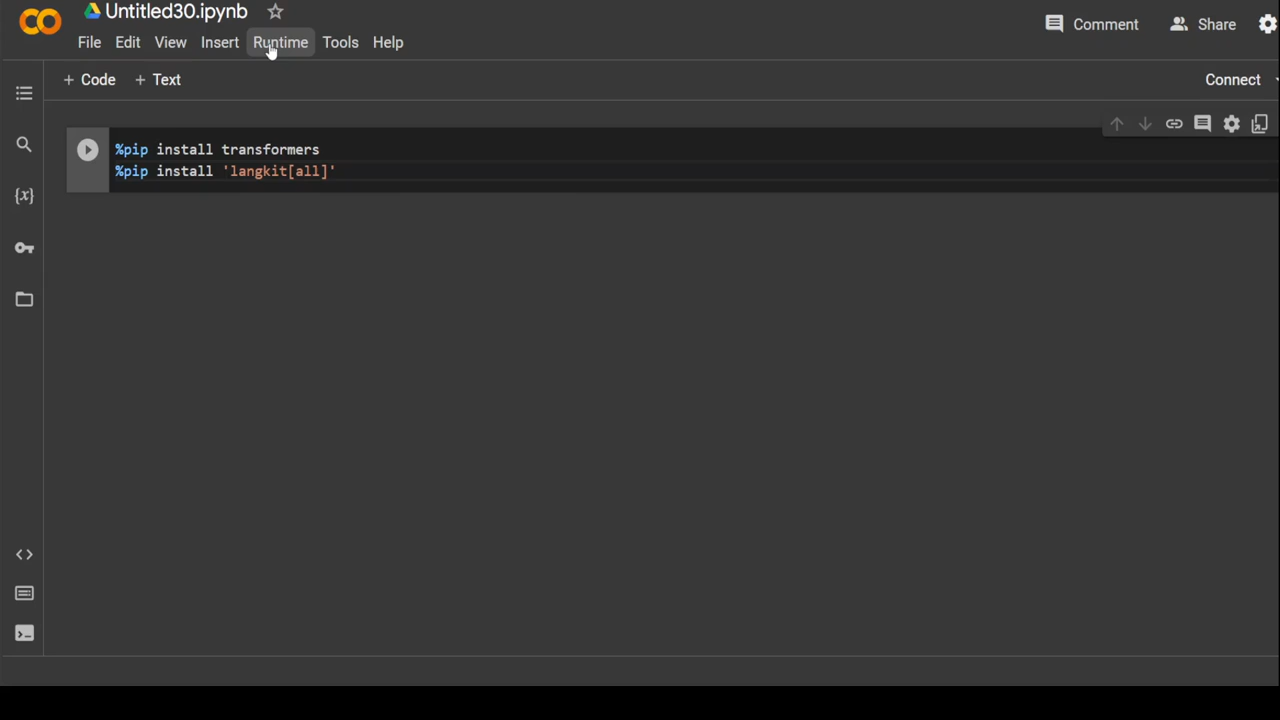 Untitled30.ipynb
Comment
Share
File Edit View Insert Runtime Tools Help
+ Code + Text
Connect
%pip install transformers
%pip install 'langkit[all]'
{x}